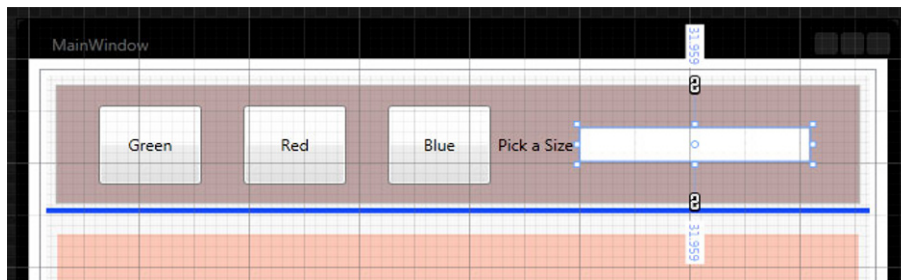 MainWindow
31.959
Green
Red
Blue
Pick a Size
31.959